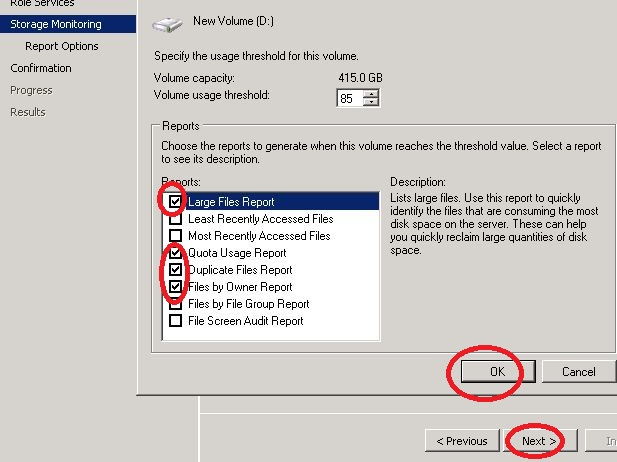 Role Services
Storage Monitoring
Report Options
Confirmation
Progress
Results
New Volume (D:)
Specify the usage threshold for this volume.
Volume capacity: 415.0 GB
Volume usage threshold: 85
Reports
Choose the reports to generate when this volume reaches the threshold value. Select a report
to see its description.
Reports:
Large Files Report
Least Recently Accessed Files
Most Recently Accessed Files
Quota Usage Report
Duplicate Files Report
Files by Owner Report
Files by File Group Report
File Screen Audit Report
Description:
Lists large files. Use this report to quickly
identify the files that are consuming the most
disk space on the server. These can help
you quickly reclaim large quantities of disk
space.
OK Cancel
< Previous Next >